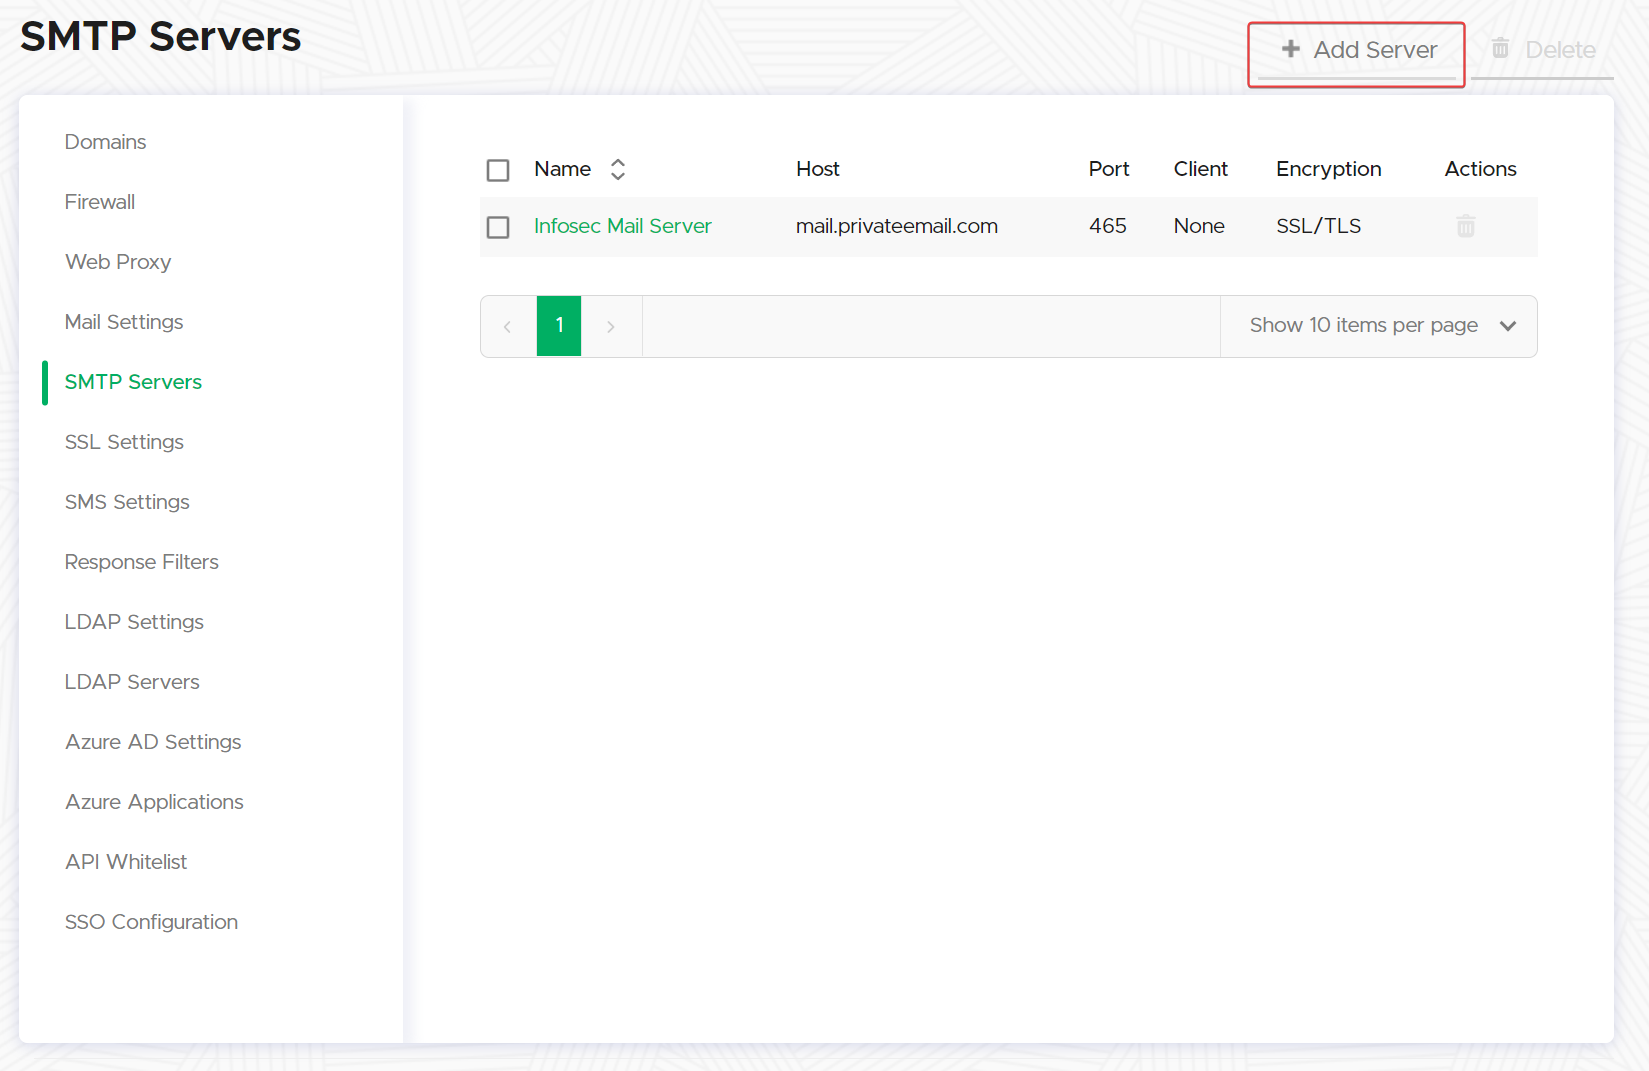 SMTP Servers
Add Server
Delete
Domains
Firewall
Web Proxy
Mail Settings
SMTP Servers
SSL Settings
SMS Settings
Response Filters
LDAP Settings
LDAP Servers
Azure AD Settings
Azure Applications
API Whitelist
SSO Configuration
Name Host Port Client Encryption Actions
Infosec Mail Server mail.privateemail.com 465 None SSL/TLS
1 Show 10 items per page